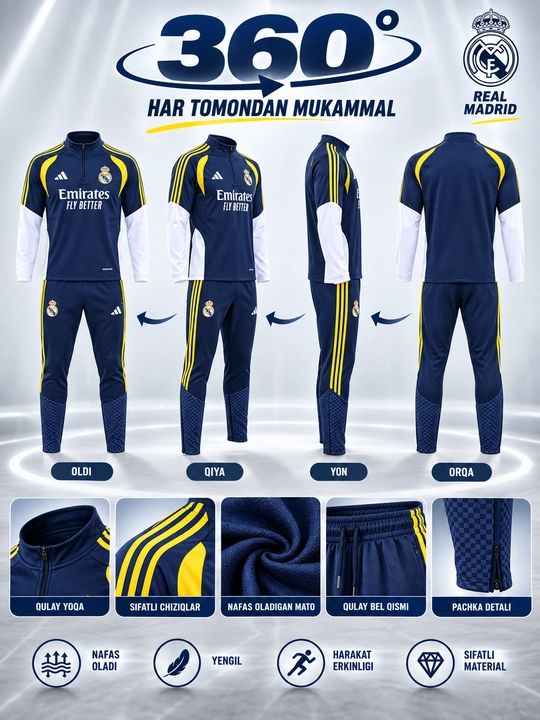 360°
HAR TOMONDAN MUKAMMAL
REAL
MADRID
Emirates
FLY BETTER
Emirates
FLY BETTER
OLDI
QIYA
YON
ORQA
QULAY YOQA
SIFATLI CHIZIQLAR
NAFAS OLADIGAN MATO
QULAY BEL QISMI
PACHKA DETALI
NAFAS
OLADI
YENGIL
HARAKAT
ERKINLIGI
SIFATLI
MATERIAL